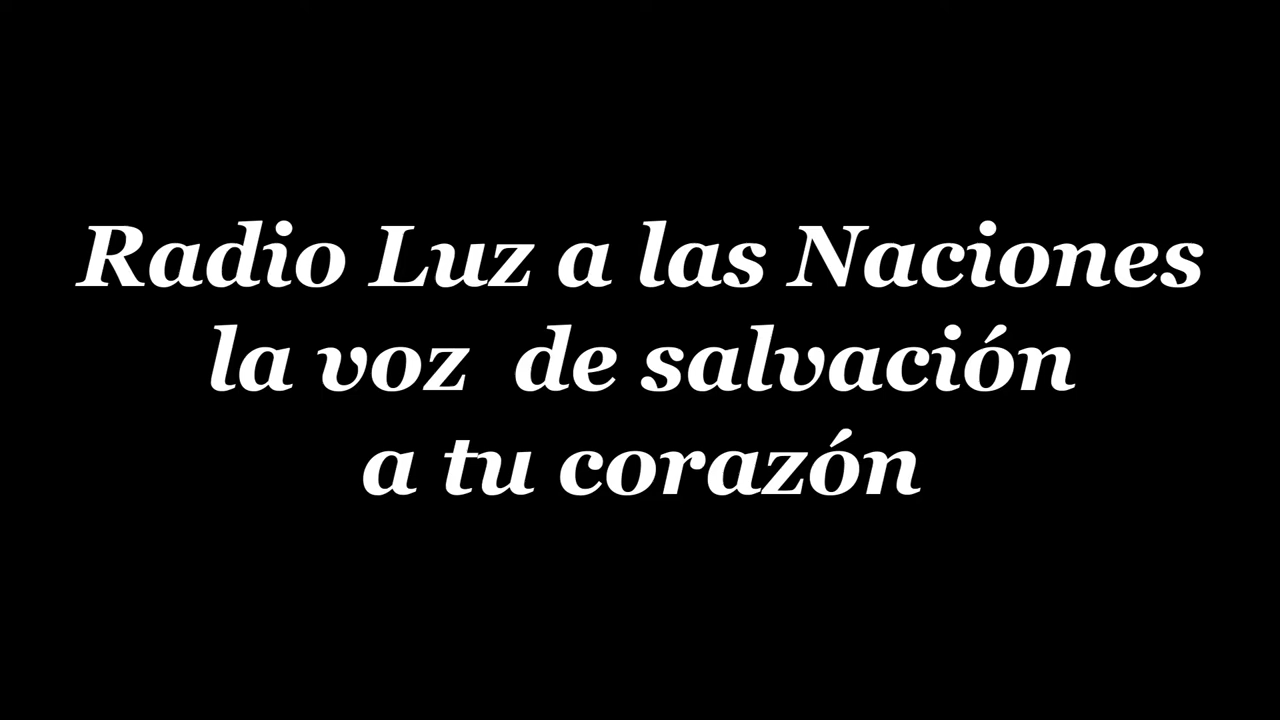 Radio Luz a las Naciones
la voz  de salvación
a tu corazón